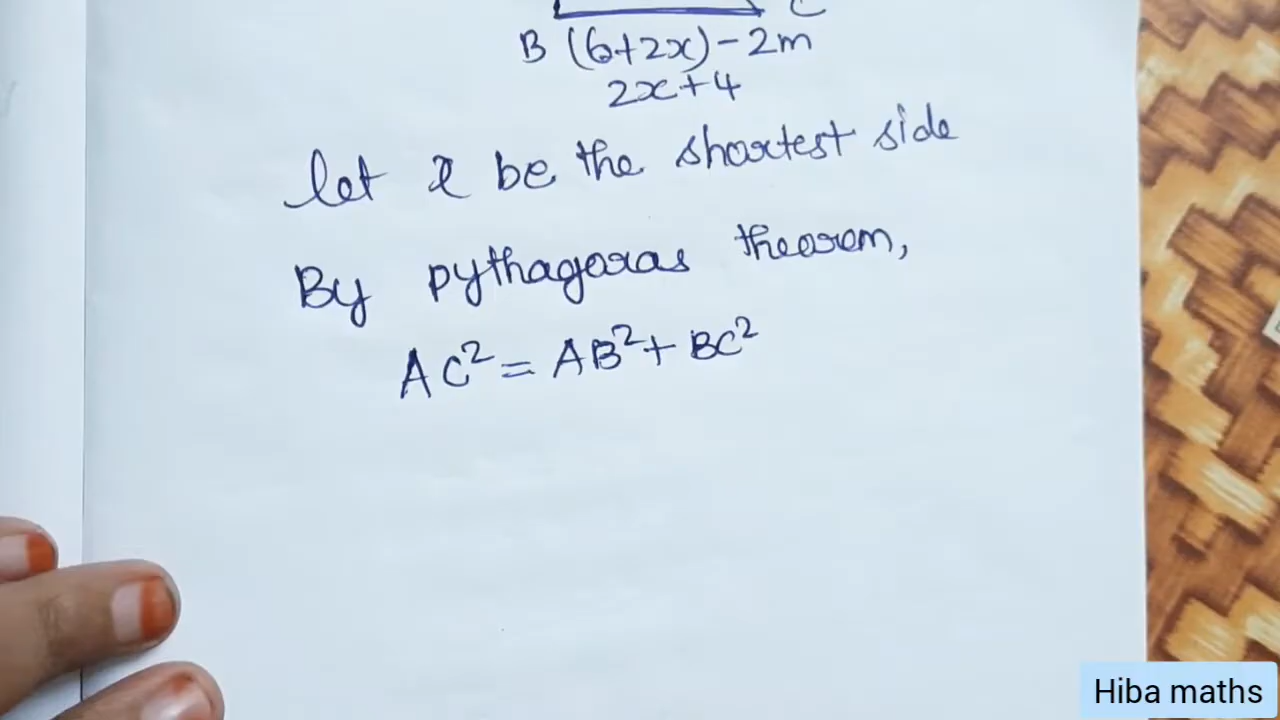 C
B (6+2x)-2m
2x+4
let x be the shortest side
By pythagoras theorem,
AC²=AB²+BC²
Hiba maths